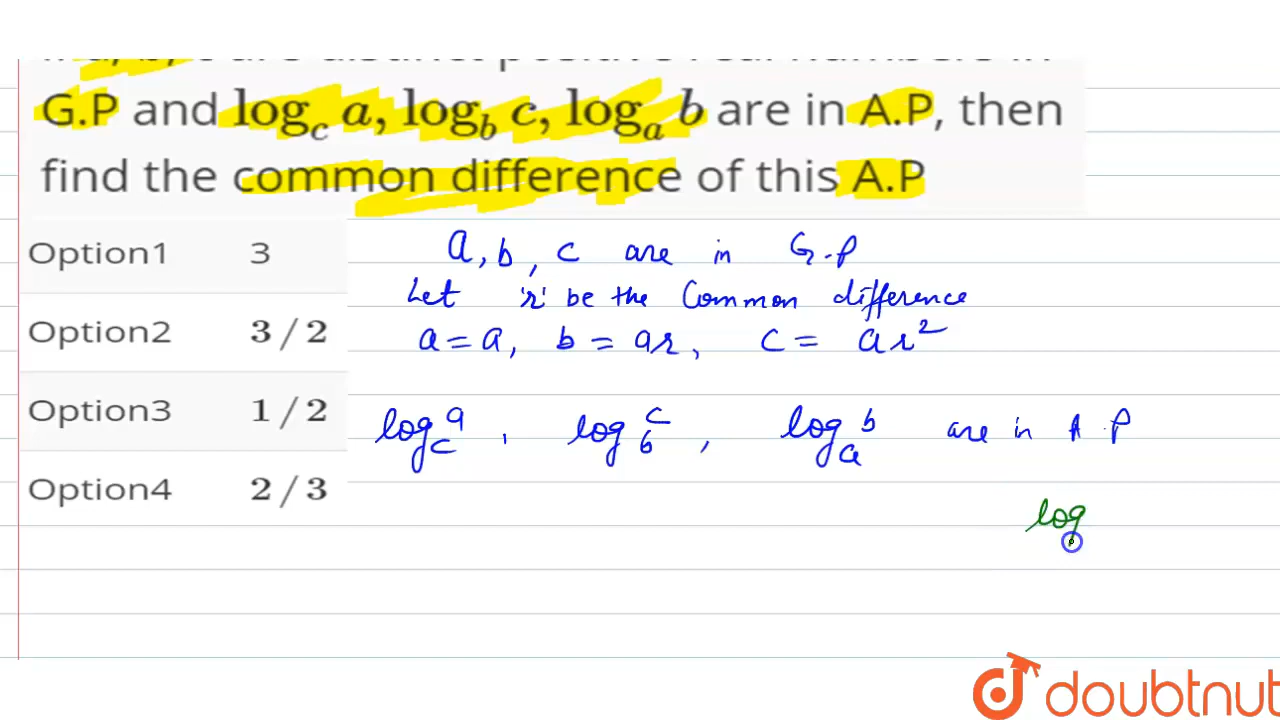 G.P and log_c a, log_b c, log_a b are in A.P, then
find the common difference of this A.P
Option1 3
Option2 3 / 2
Option3 1 / 2
Option4 2 / 3
a, b, c are in G.P
Let 'r' be the Common difference
a = a, b = ar, c = ar²
log_c a, log_b c, log_a b are in A.P
log
doubtnut